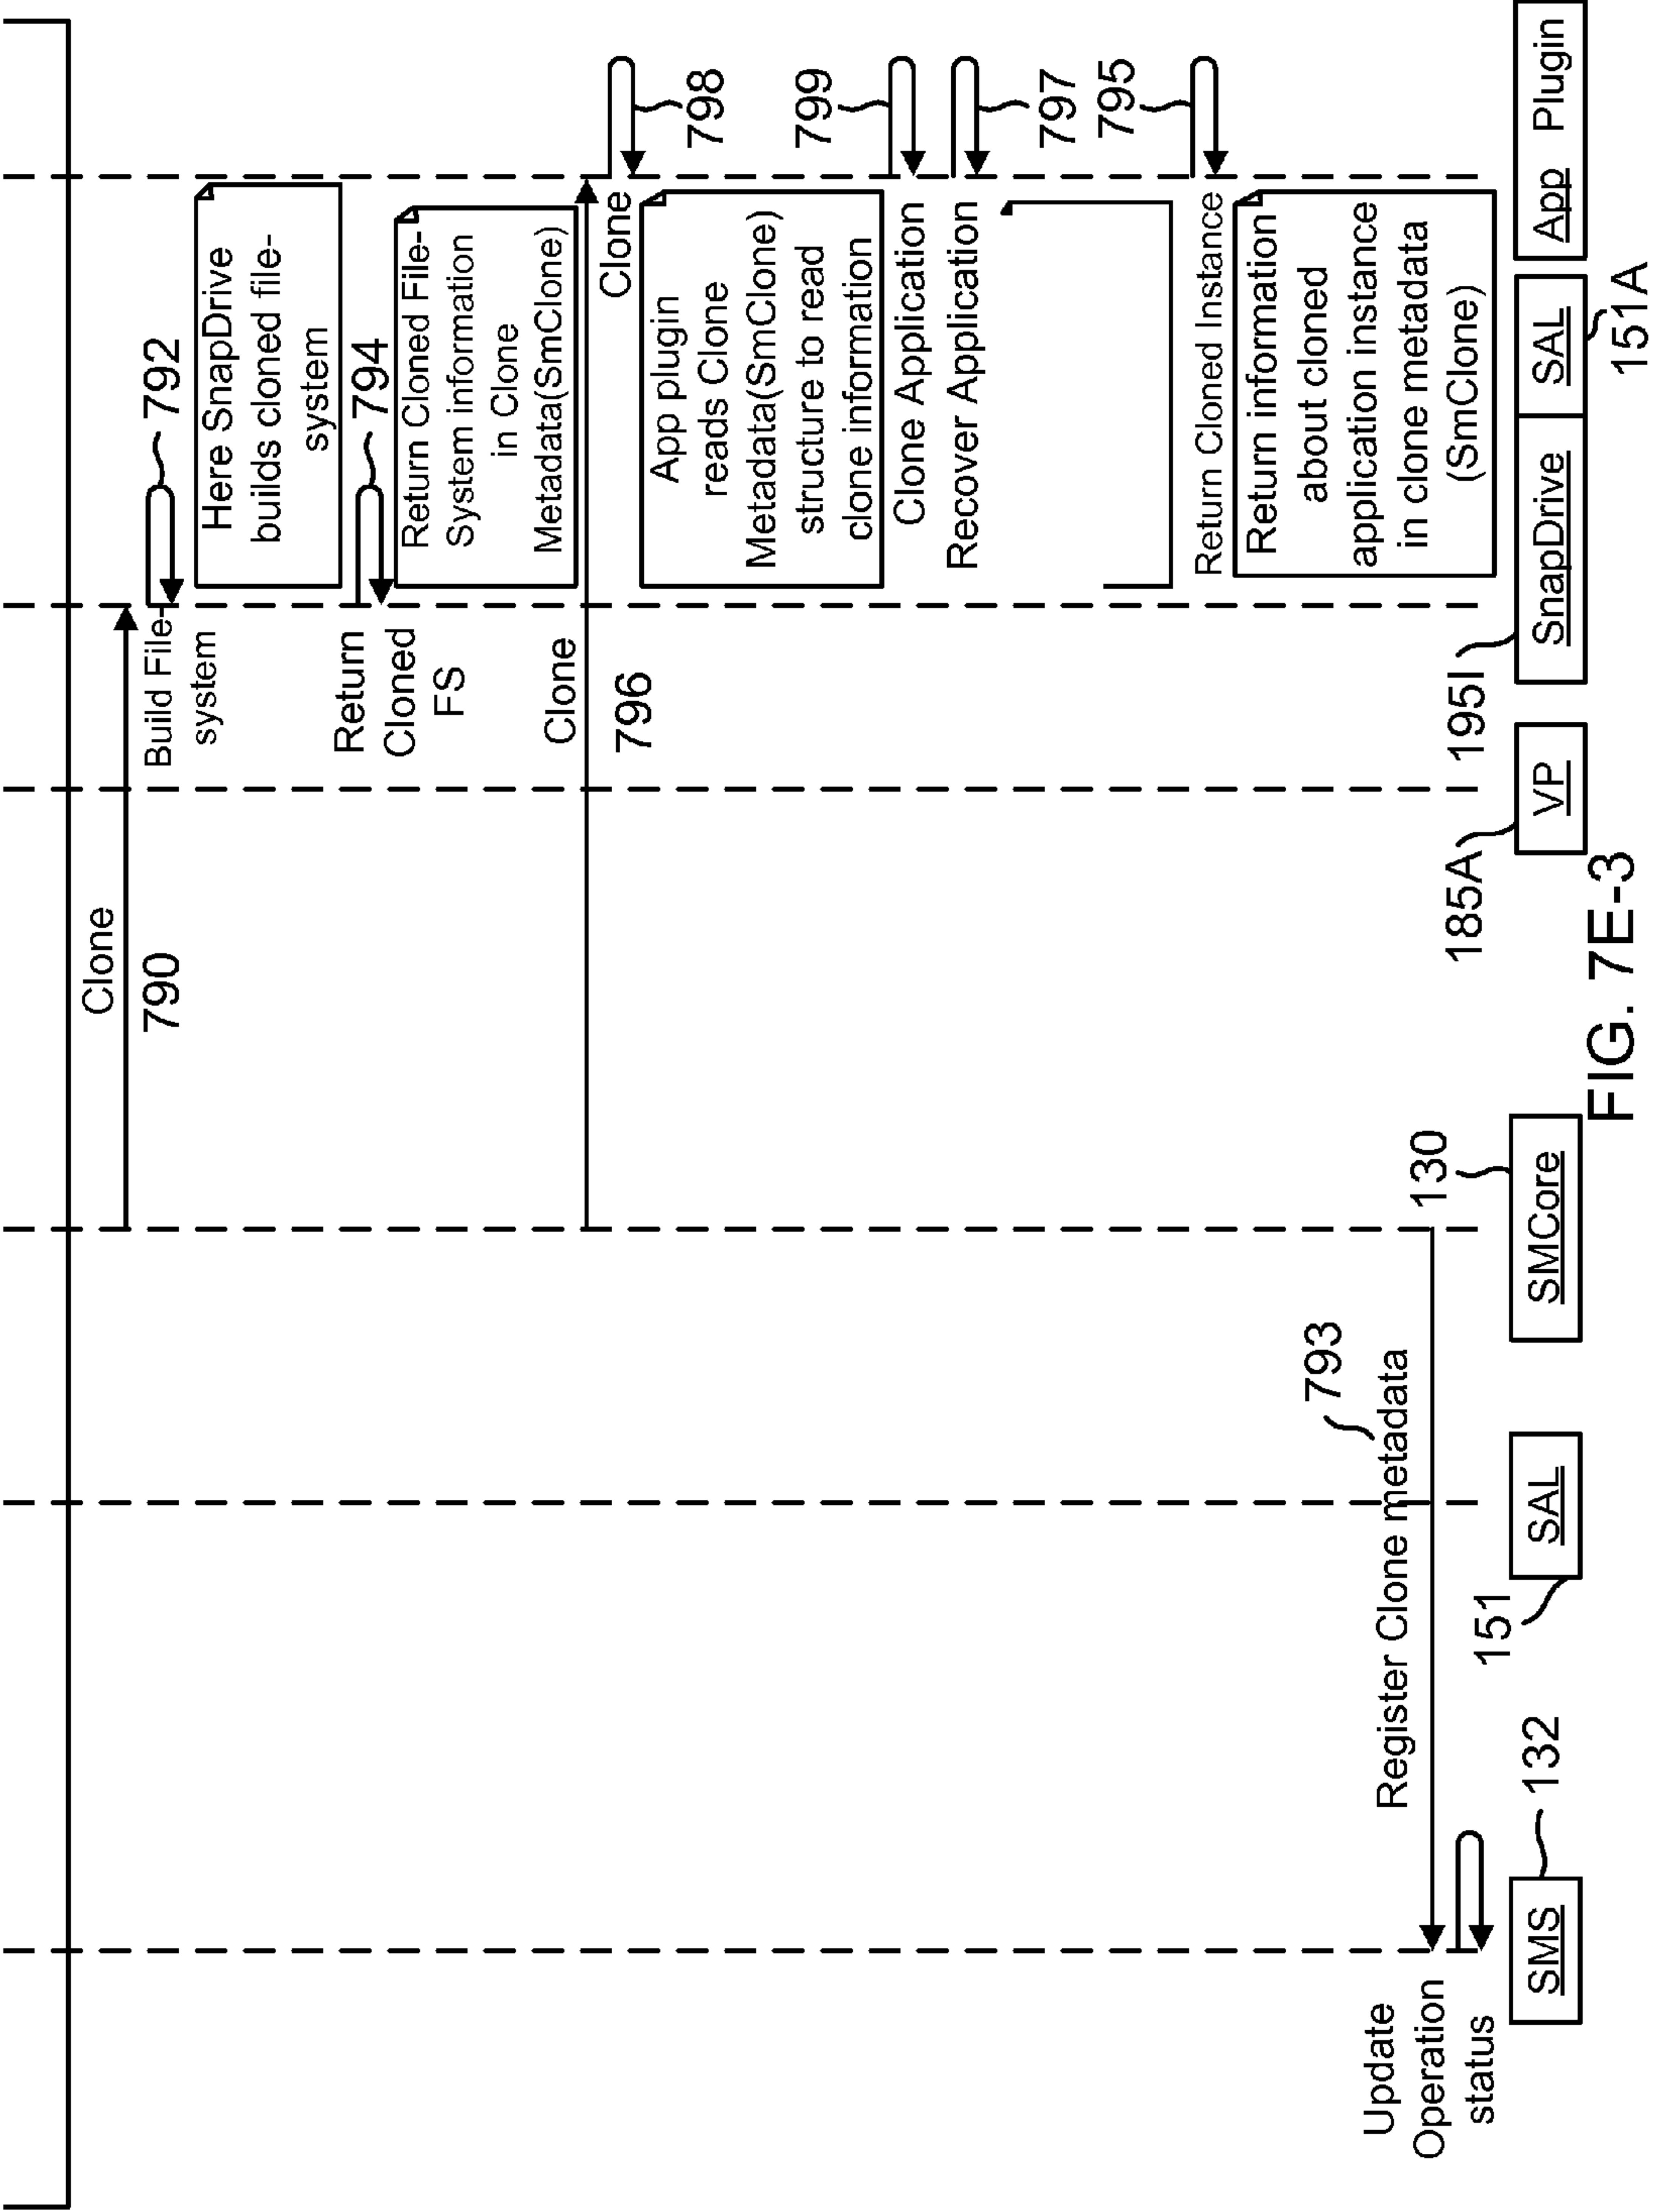 Clone
790
Build File-
system
792
Here SnapDrive
builds cloned file-
system
Return
Cloned
FS
794
Return Cloned File-
System information
in Clone
Metadata(SmClone)
Clone
796
Clone
798
App plugin
reads Clone
Metadata(SmClone)
structure to read
clone information
Clone Application
799
Recover Application
797
Return Cloned Instance
795
Return information
about cloned
application instance
in clone metadata
(SmClone)
793
Register Clone metadata
Update
Operation
status
SMS
132
SAL
151
SMCore
130
VP
185A
SnapDrive
195I
SAL
151A
App Plugin
FIG. 7E-3